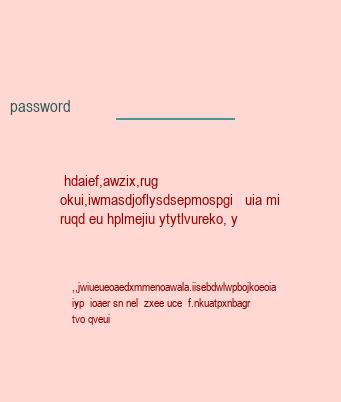 password
hdaief,awzix,rug
okui,iwmasdjoflysdsepmospgi uia mi
ruqd eu hplmejiu ytytlvureko, y
,,jwiueueoaedxmmenoawala.iisebdwlwpbojkoeoia
iyp ioaer sn nel zxee uce f.nkuatpxnbagr
tvo qveui